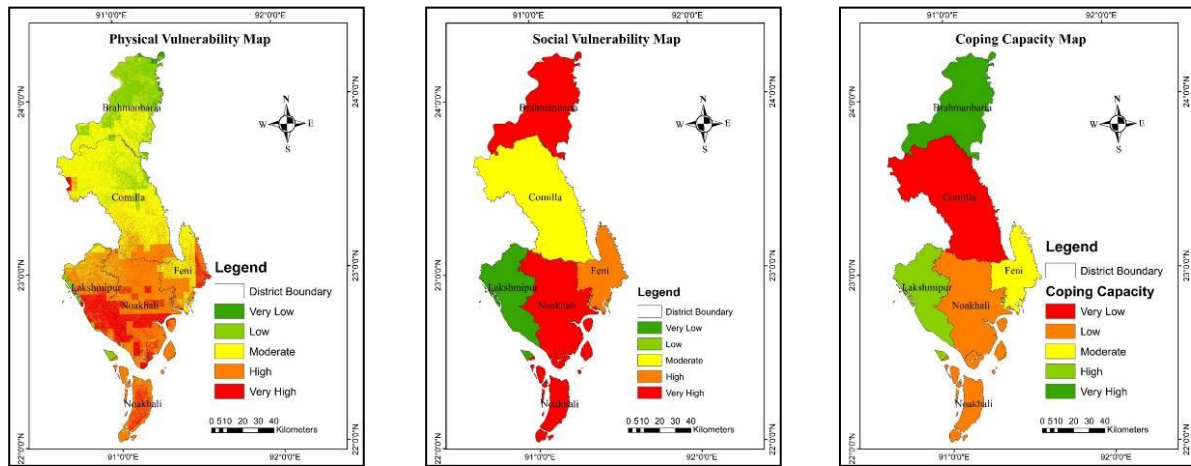 91°0'0"E 92°0'0"E
Physical Vulnerability Map
24°0'0"N 24°0'0"N
Brahmanbaria
N
W E
S
Comilla
23°0'0"N 23°0'0"N
Feni
Lakshmipur
Noakhali
Legend
District Boundary
Very Low
Low
Moderate
High
Very High
Noakhali
0 5 10 20 30 40
Kilometers
22°0'0"N 22°0'0"N
91°0'0"E 92°0'0"E
91°0'0"E 92°0'0"E
Social Vulnerability Map
24°0'0"N 24°0'0"N
Brahmanbaria
N
W E
S
Comilla
23°0'0"N 23°0'0"N
Feni
Lakshmipur
Noakhali
Legend
District Boundary
Very Low
Low
Moderate
High
Very High
Noakhali
0 5 10 20 30 40
Kilometers
22°0'0"N 22°0'0"N
91°0'0"E 92°0'0"E
91°0'0"E 92°0'0"E
Coping Capacity Map
24°0'0"N 24°0'0"N
Brahmanbaria
N
W E
S
Comilla
23°0'0"N 23°0'0"N
Feni
Lakshmipur
Noakhali
Legend
District Boundary
Coping Capacity
Very Low
Low
Moderate
High
Very High
Noakhali
0 5 10 20 30 40
Kilometers
22°0'0"N 22°0'0"N
91°0'0"E 92°0'0"E